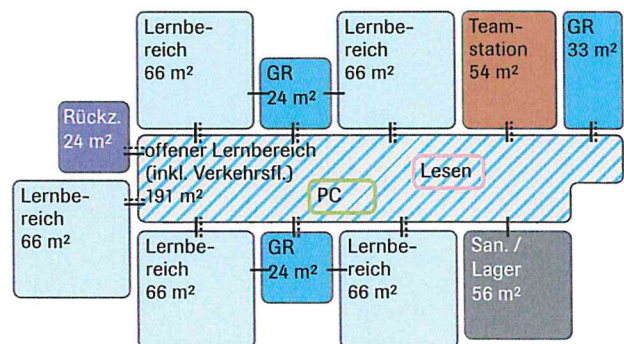 Lernbe-
reich
66 m²
GR
24 m²
Lernbe-
reich
66 m²
Team-
station
54 m²
GR
33 m²
Rückz.
24 m²
offener Lernbereich
(inkl. Verkehrsfl.)
191 m²
Lesen
PC
Lernbe-
reich
66 m²
Lernbe-
reich
66 m²
GR
24 m²
Lernbe-
reich
66 m²
San. /
Lager
56 m²